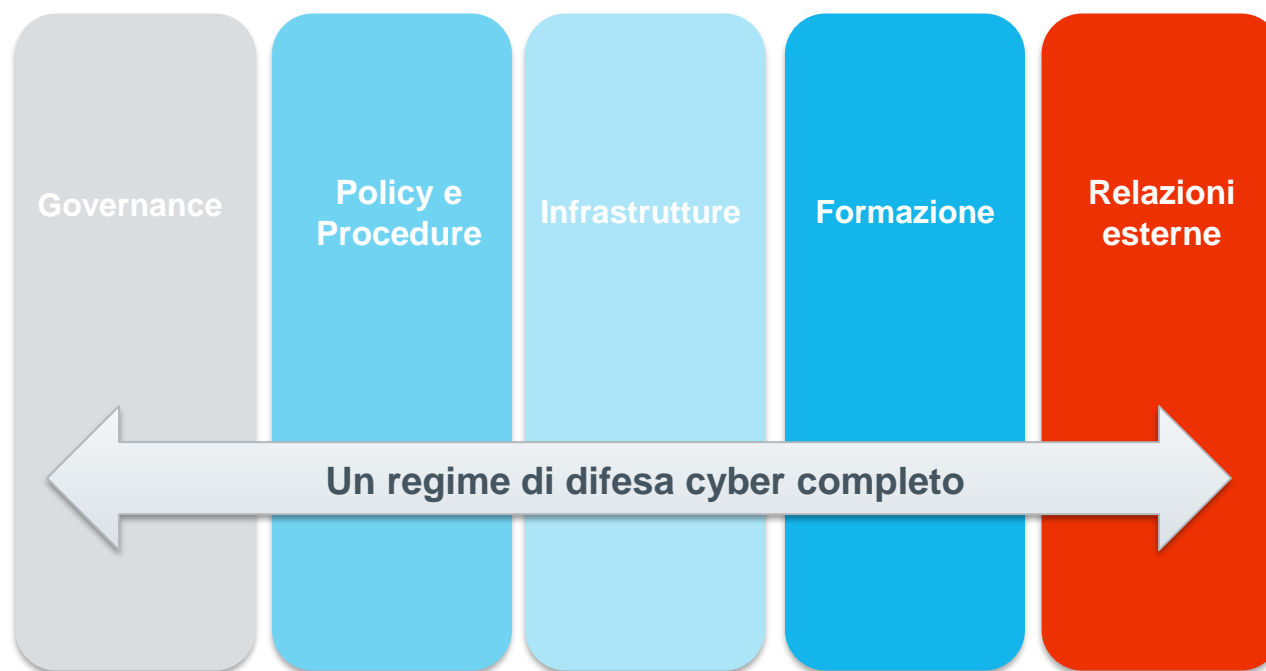 Governance
Policy e
Procedure
Infrastrutture
Formazione
Relazioni
esterne
Un regime di difesa cyber completo